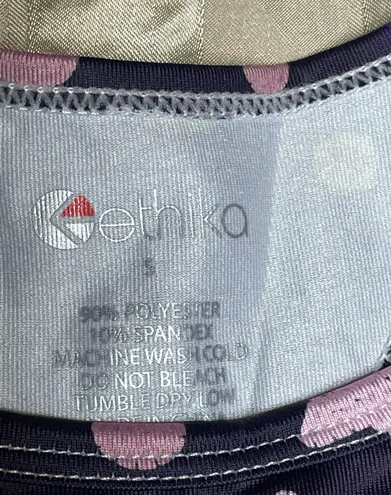 ethika
S
90% POLYESTER
10% SPANDEX
MACHINE WASH COLD
DO NOT BLEACH
TUMBLE DRY LOW